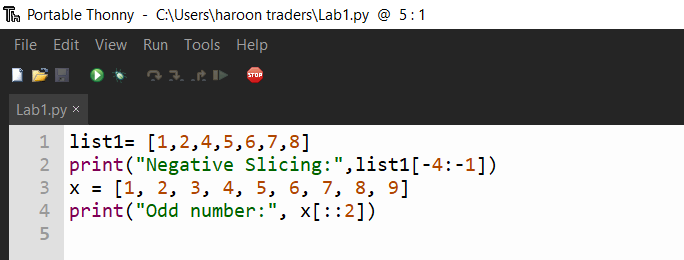 Portable Thonny - C:\Users\haroon traders\Lab1.py @ 5 : 1
File Edit View Run Tools Help
STOP
Lab1.py ×
1 list1= [1,2,4,5,6,7,8]
2 print("Negative Slicing:",list1[-4:-1])
3 x = [1, 2, 3, 4, 5, 6, 7, 8, 9]
4 print("Odd number:", x[::2])
5